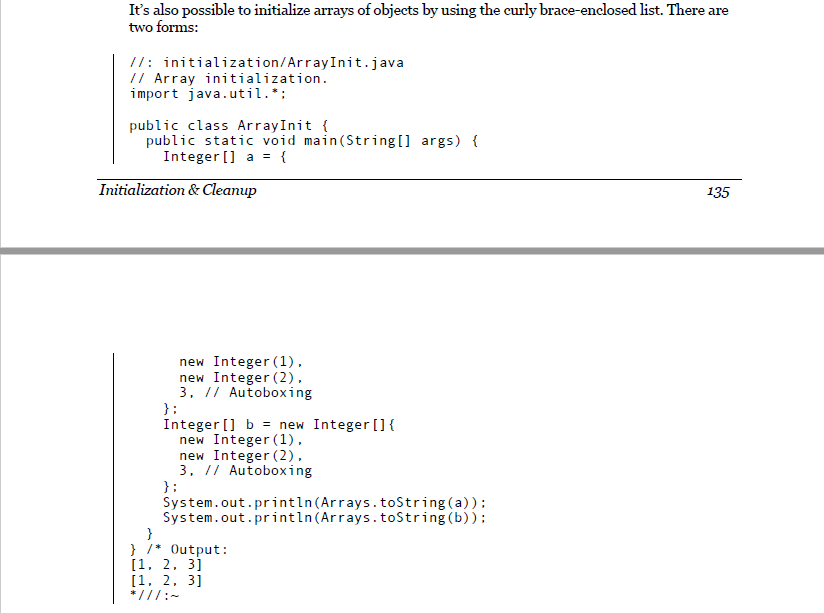 It's also possible to initialize arrays of objects by using the curly brace-enclosed list. There are
two forms:
//: initialization/ArrayInit.java
// Array initialization.
import java.util.*;
public class ArrayInit {
public static void main(String[] args) {
Integer[] a = {
Initialization & Cleanup 135
new Integer(1),
new Integer(2),
3, // Autoboxing
};
Integer[] b = new Integer[]{
new Integer(1),
new Integer(2),
3, // Autoboxing
};
System.out.println(Arrays.toString(a));
System.out.println(Arrays.toString(b));
}
} /* Output:
[1, 2, 3]
[1, 2, 3]
*///:~